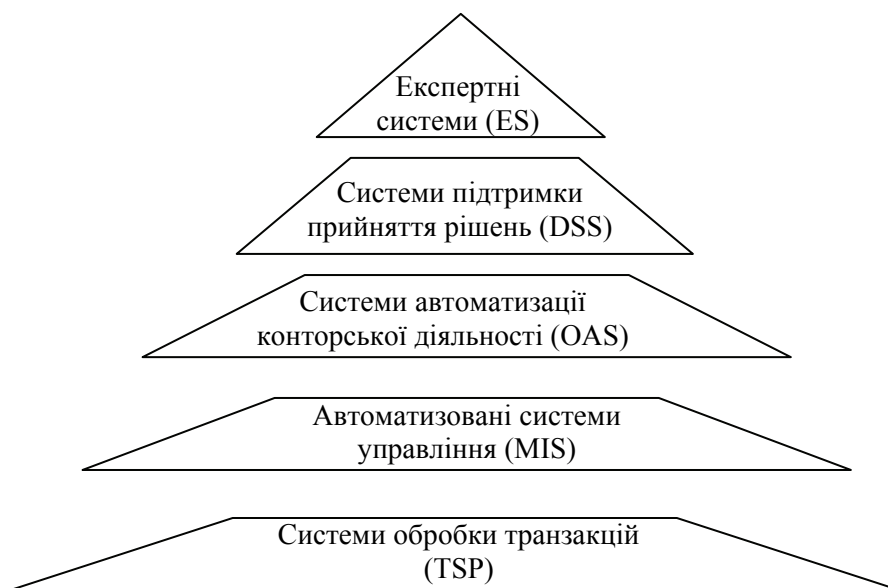 Експертні
системи (ES)
Системи підтримки
прийняття рішень (DSS)
Системи автоматизації
конторської діяльності (OAS)
Автоматизовані системи
управління (MIS)
Системи обробки транзакцій
(TSP)